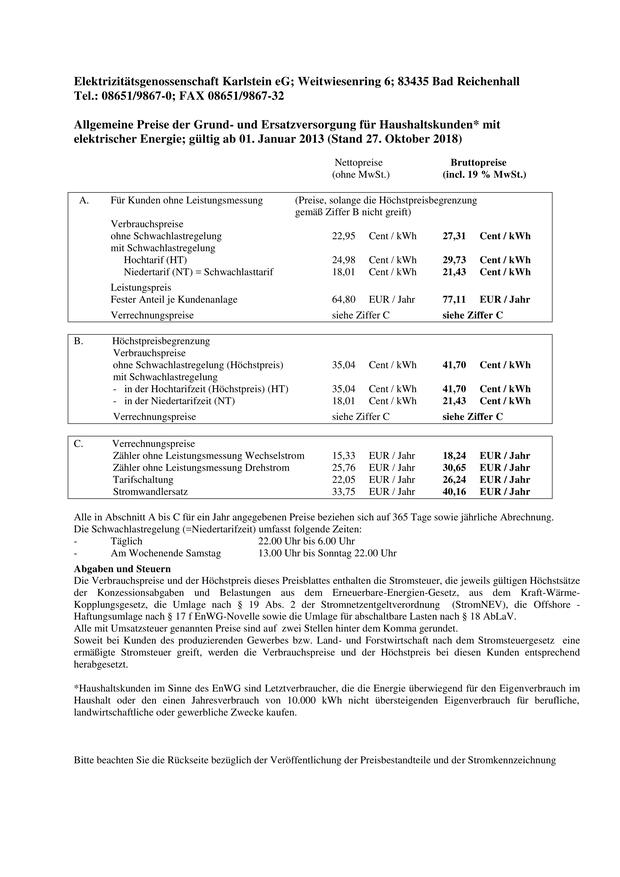 Elektrizitätsgenossenschaft Karlstein eG; Weitwiesenring 6; 83435 Bad Reichenhall
Tel.: 08651/9867-0; FAX 08651/9867-32
Allgemeine Preise der Grund- und Ersatzversorgung für Haushaltskunden* mit
elektrischer Energie; gültig ab 01. Januar 2013 (Stand 27. Oktober 2018)
Nettopreise Bruttopreise
(ohne MwSt.) (incl. 19 % MwSt.)
A. Für Kunden ohne Leistungsmessung (Preise, solange die Höchstpreisbegrenzung
gemäß Ziffer B nicht greift)
Verbrauchspreise
ohne Schwachlastregelung 22,95 Cent / kWh 27,31 Cent / kWh
mit Schwachlastregelung
Hochtarif (HT) 24,98 Cent / kWh 29,73 Cent / kWh
Niedertarif (NT) = Schwachlasttarif 18,01 Cent / kWh 21,43 Cent / kWh
Leistungspreis
Fester Anteil je Kundenanlage 64,80 EUR / Jahr 77,11 EUR / Jahr
Verrechnungspreise siehe Ziffer C siehe Ziffer C
B. Höchstpreisbegrenzung
Verbrauchspreise
ohne Schwachlastregelung (Höchstpreis) 35,04 Cent / kWh 41,70 Cent / kWh
mit Schwachlastregelung
- in der Hochtarifzeit (Höchstpreis) (HT) 35,04 Cent / kWh 41,70 Cent / kWh
- in der Niedertarifzeit (NT) 18,01 Cent / kWh 21,43 Cent / kWh
Verrechnungspreise siehe Ziffer C siehe Ziffer C
C. Verrechnungspreise
Zähler ohne Leistungsmessung Wechselstrom 15,33 EUR / Jahr 18,24 EUR / Jahr
Zähler ohne Leistungsmessung Drehstrom 25,76 EUR / Jahr 30,65 EUR / Jahr
Tarifschaltung 22,05 EUR / Jahr 26,24 EUR / Jahr
Stromwandlersatz 33,75 EUR / Jahr 40,16 EUR / Jahr
Alle in Abschnitt A bis C für ein Jahr angegebenen Preise beziehen sich auf 365 Tage sowie jährliche Abrechnung.
Die Schwachlastregelung (=Niedertarifzeit) umfasst folgende Zeiten:
- Täglich 22.00 Uhr bis 6.00 Uhr
- Am Wochenende Samstag 13.00 Uhr bis Sonntag 22.00 Uhr
Abgaben und Steuern
Die Verbrauchspreise und der Höchstpreis dieses Preisblattes enthalten die Stromsteuer, die jeweils gültigen Höchstsätze
der Konzessionsabgaben und Belastungen aus dem Erneuerbare-Energien-Gesetz, aus dem Kraft-Wärme-
Kopplungsgesetz, die Umlage nach § 19 Abs. 2 der Stromnetzentgeltverordnung (StromNEV), die Offshore -
Haftungsumlage nach § 17 f EnWG-Novelle sowie die Umlage für abschaltbare Lasten nach § 18 AbLaV.
Alle mit Umsatzsteuer genannten Preise sind auf zwei Stellen hinter dem Komma gerundet.
Soweit bei Kunden des produzierenden Gewerbes bzw. Land- und Forstwirtschaft nach dem Stromsteuergesetz eine
ermäßigte Stromsteuer greift, werden die Verbrauchspreise und der Höchstpreis bei diesen Kunden entsprechend
herabgesetzt.
*Haushaltskunden im Sinne des EnWG sind Letztverbraucher, die die Energie überwiegend für den Eigenverbrauch im
Haushalt oder den einen Jahresverbrauch von 10.000 kWh nicht übersteigenden Eigenverbrauch für berufliche,
landwirtschaftliche oder gewerbliche Zwecke kaufen.
Bitte beachten Sie die Rückseite bezüglich der Veröffentlichung der Preisbestandteile und der Stromkennzeichnung